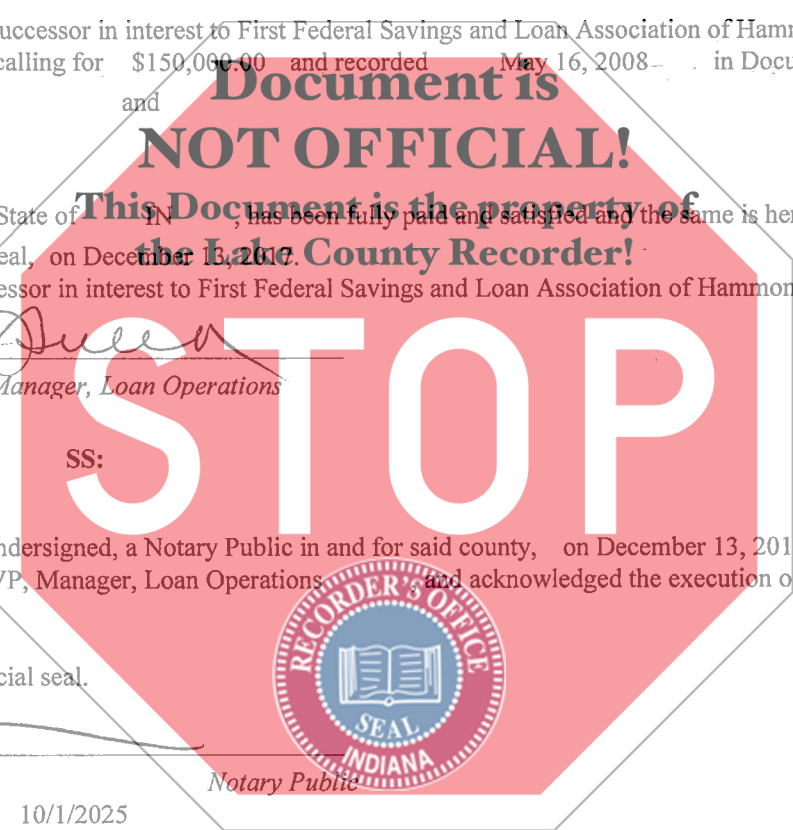 uccessor in interest to First Federal Savings and Loan Association of Hamm
calling for $150,000.00 and recorded May 16, 2008 in Docu
Document is
and
NOT OFFICIAL!
This Document is the property of
State of IN , has been fully paid and satisfied and the same is her
the Lake County Recorder!
eal, on December 13, 2017.
essor in interest to First Federal Savings and Loan Association of Hammon
Manager, Loan Operations
STOP
SS:
ndersigned, a Notary Public in and for said county, on December 13, 201
VP, Manager, Loan Operations , and acknowledged the execution o
RECORDER'S OFFICE
cial seal.
SEAL
INDIANA
Notary Public
10/1/2025